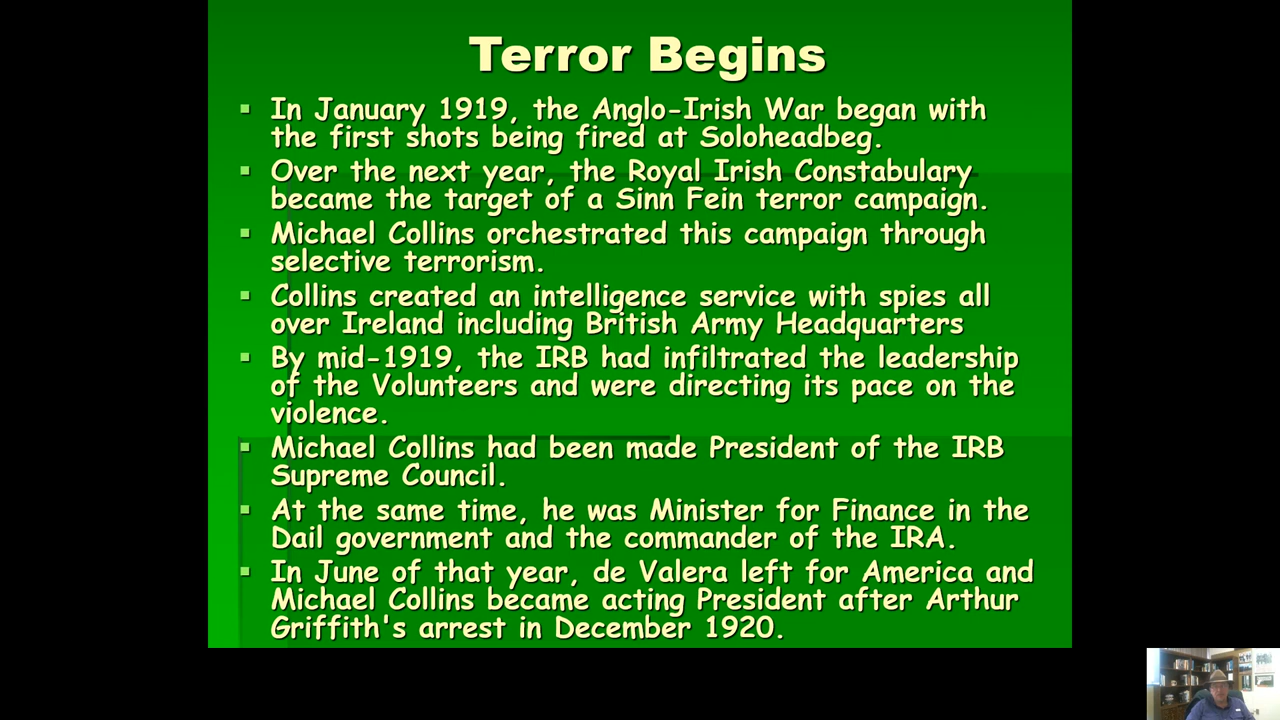 Terror Begins
In January 1919, the Anglo-Irish War began with
the first shots being fired at Soloheadbeg.
Over the next year, the Royal Irish Constabulary
became the target of a Sinn Fein terror campaign.
Michael Collins orchestrated this campaign through
selective terrorism.
Collins created an intelligence service with spies all
over Ireland including British Army Headquarters
By mid-1919, the IRB had infiltrated the leadership
of the Volunteers and were directing its pace on the
violence.
Michael Collins had been made President of the IRB
Supreme Council.
At the same time, he was Minister for Finance in the
Dail government and the commander of the IRA.
In June of that year, de Valera left for America and
Michael Collins became acting President after Arthur
Griffith's arrest in December 1920.